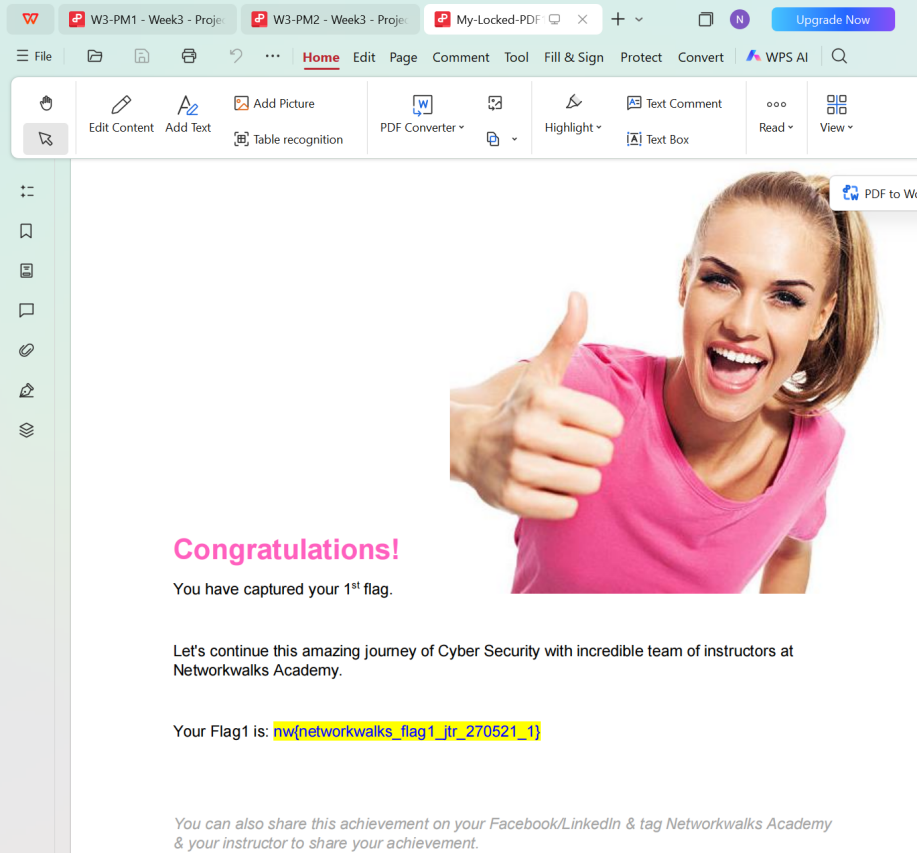 W3-PM1 - Week3 - Proje
W3-PM2 - Week3 - Proje
My-Locked-PDF
N
Upgrade Now
File
Home
Edit
Page
Comment
Tool
Fill & Sign
Protect
Convert
WPS AI
Edit Content
Add Text
Add Picture
Table recognition
PDF Converter
Highlight
Text Comment
Text Box
Read
View
PDF to Wo
Congratulations!
You have captured your 1st flag.
Let's continue this amazing journey of Cyber Security with incredible team of instructors at
Networkwalks Academy.
Your Flag1 is: nw{networkwalks_flag1_jtr_270521_1}
You can also share this achievement on your Facebook/LinkedIn & tag Networkwalks Academy
& your instructor to share your achievement.